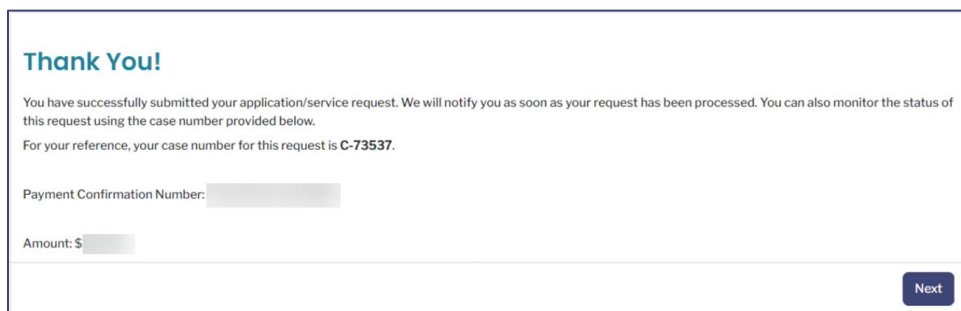 Thank You!
You have successfully submitted your application/service request. We will notify you as soon as your request has been processed. You can also monitor the status of
this request using the case number provided below.
For your reference, your case number for this request is C-73537.
Payment Confirmation Number:
Amount: $
Next